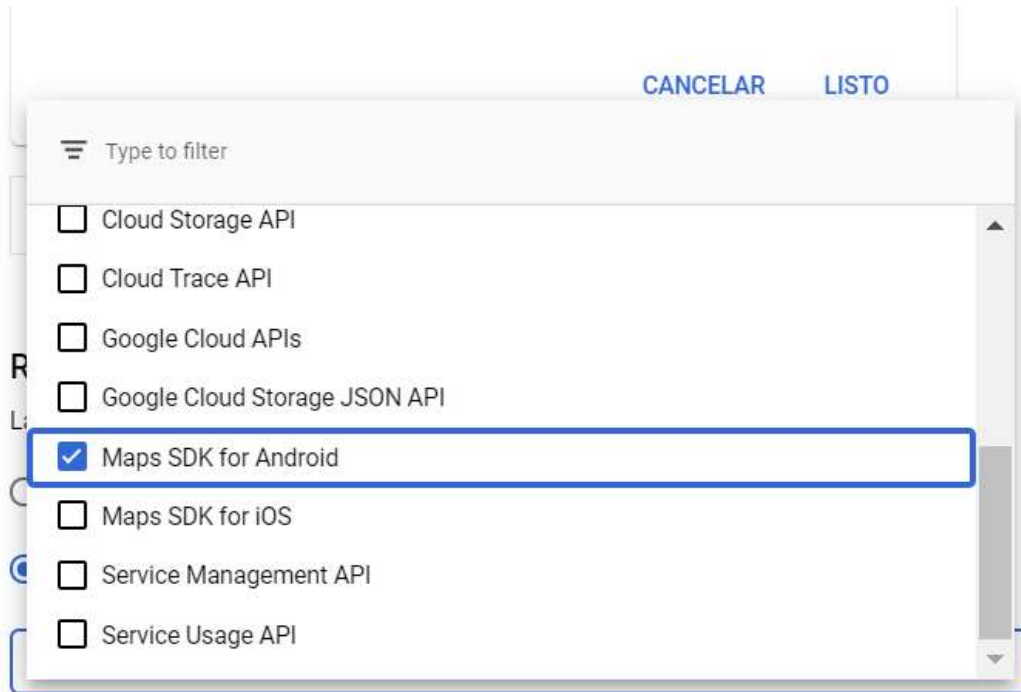 CANCELAR LISTO
Type to filter
Cloud Storage API
Cloud Trace API
Google Cloud APIs
R
Google Cloud Storage JSON API
La
Maps SDK for Android
Maps SDK for iOS
Service Management API
Service Usage API